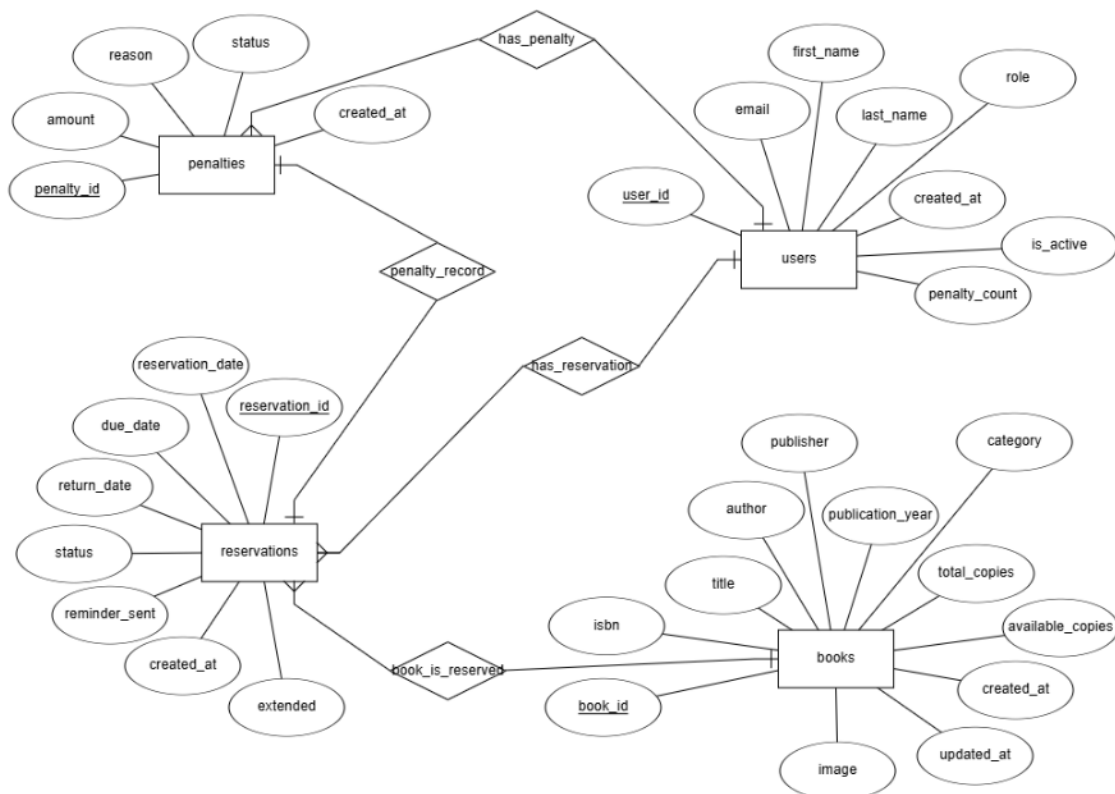 has_penalty
status
reason
created_at
amount
penalties
penalty_id
first_name
role
email
last_name
user_id
created_at
users
is_active
penalty_count
penalty_record
has_reservation
reservation_date
reservation_id
due_date
return_date
status
reservations
reminder_sent
created_at
extended
book_is_reserved
publisher
category
author
publication_year
title
total_copies
isbn
available_copies
books
created_at
book_id
updated_at
image